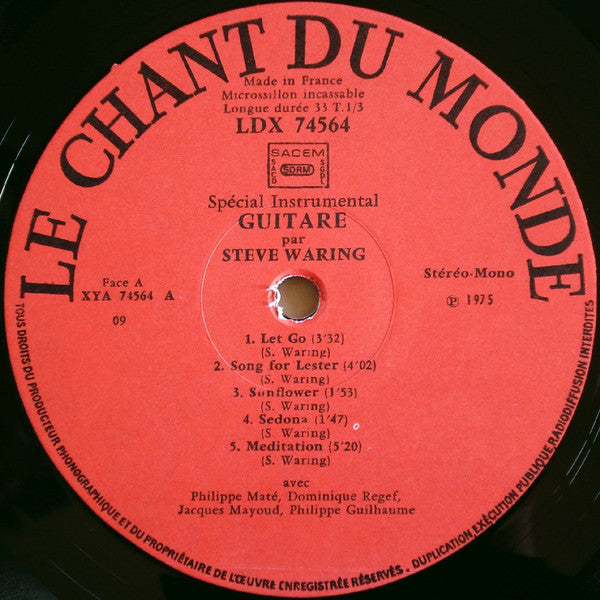 LE CHANT DU MONDE
Made in France
Microssillon incassable
Longue durée 33 T.1/3
LDX 74564
SACEM
SACD
SDRM
SGDL
Spécial Instrumental
GUITARE
par
STEVE WARING
Face A
XYA 74564 A
09
Stéréo-Mono
℗ 1975
1. Let Go (3'32)
(S. Waring)
2. Song for Lester (4'02)
(S. Waring)
3. Sunflower (1'53)
(S. Waring)
4. Sedona (1'47)
(S. Waring)
5. Meditation (5'20)
(S. Waring)
avec
Philippe Maté, Dominique Regef,
Jacques Mayoud, Philippe Guilhaume
TOUS DROITS DU PRODUCTEUR PHONOGRAPHIQUE ET DU PROPRIÉTAIRE DE L'ŒUVRE ENREGISTRÉE RÉSERVÉS. DUPLICATION EXÉCUTION PUBLIQUE.RADIODIFFUSION INTERDITES